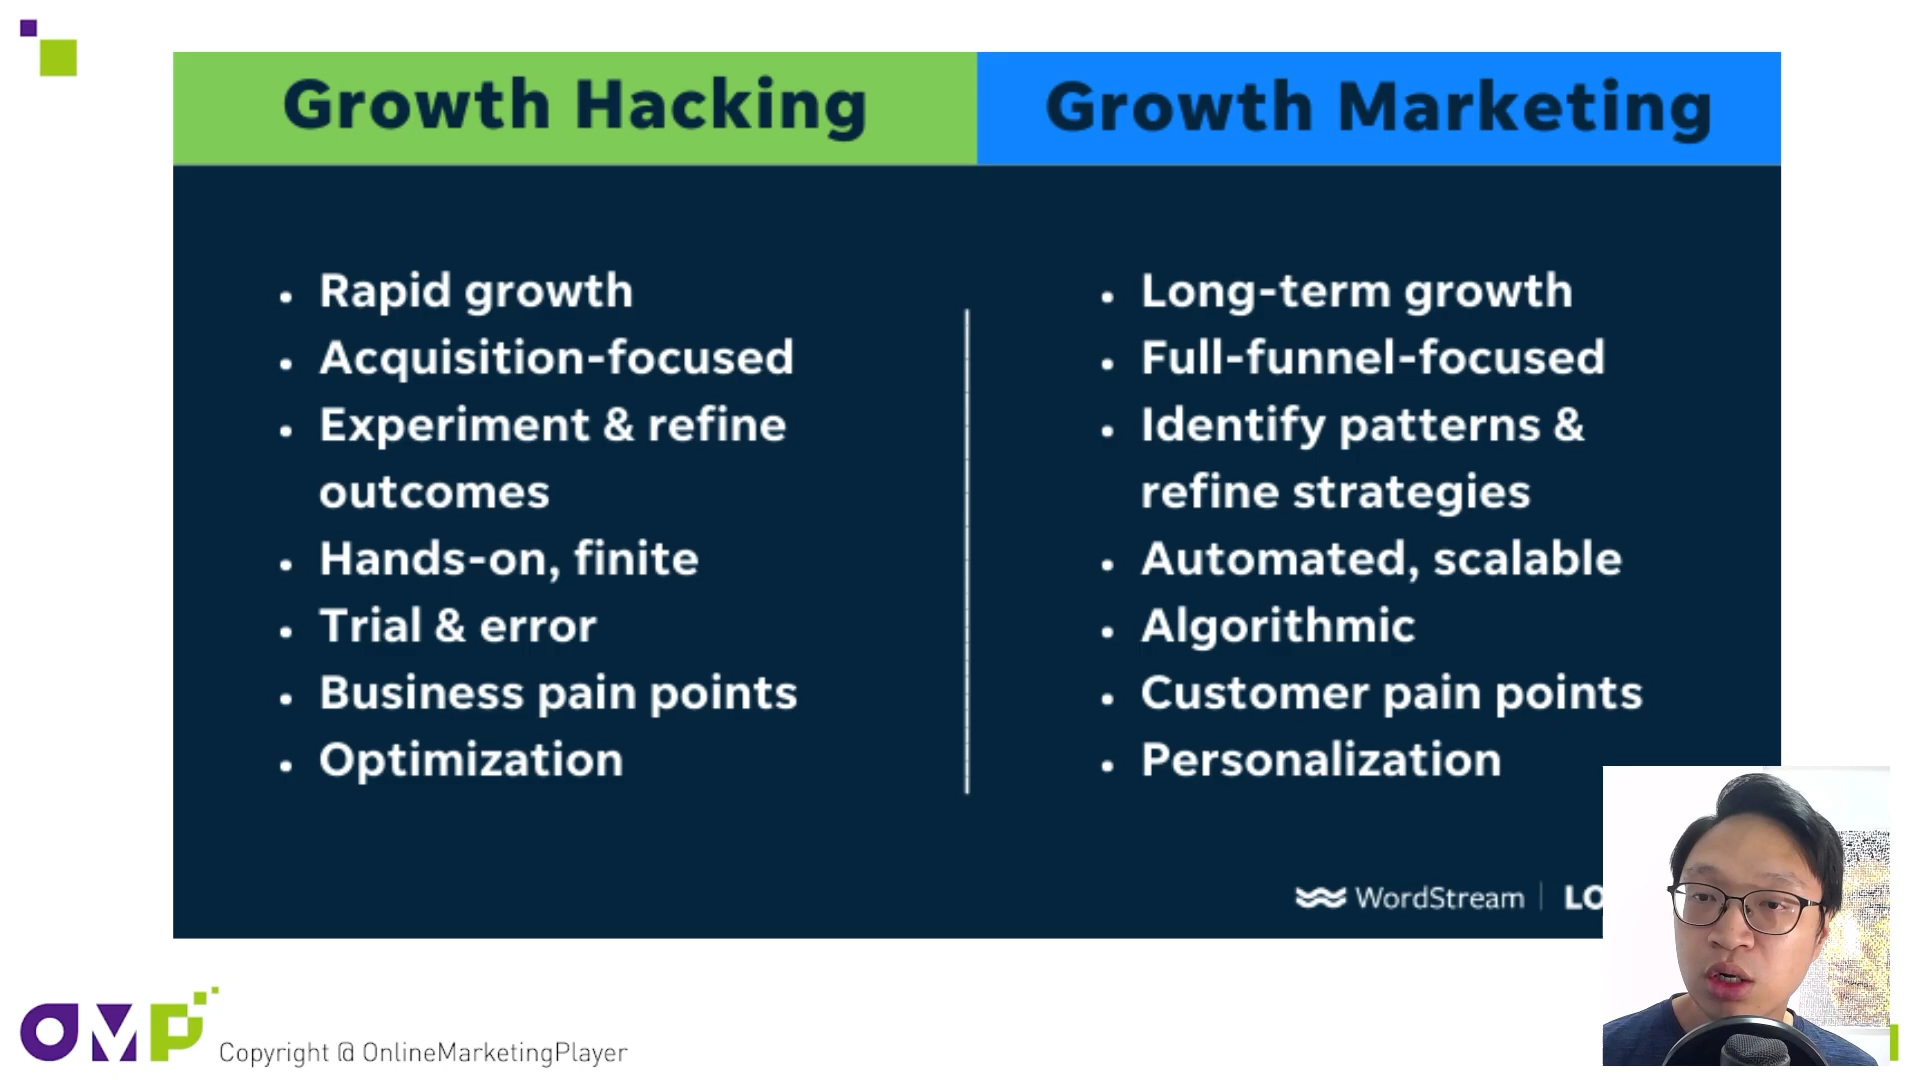 Growth Hacking
Growth Marketing
• Rapid growth
• Acquisition-focused
• Experiment & refine
outcomes
• Hands-on, finite
• Trial & error
• Business pain points
• Optimization
• Long-term growth
• Full-funnel-focused
• Identify patterns &
refine strategies
• Automated, scalable
• Algorithmic
• Customer pain points
• Personalization
WordStream | LO
OMP
Copyright @ OnlineMarketingPlayer